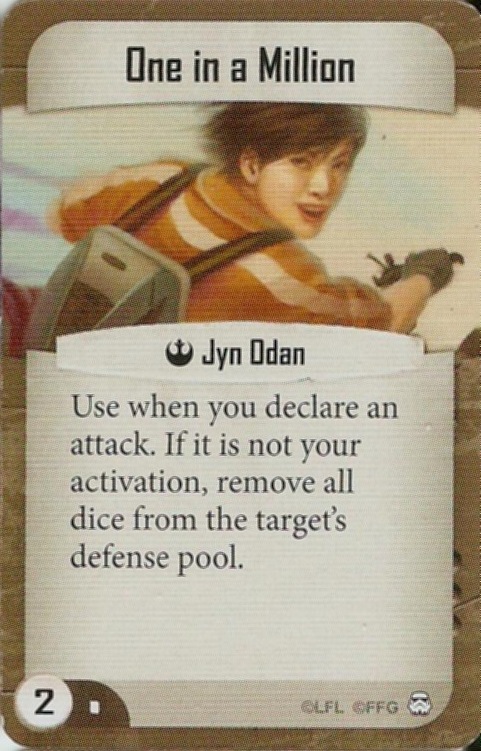 One in a Million
Jyn Odan
Use when you declare an
attack. If it is not your
activation, remove all
dice from the target's
defense pool.
2
©LFL ©FFG